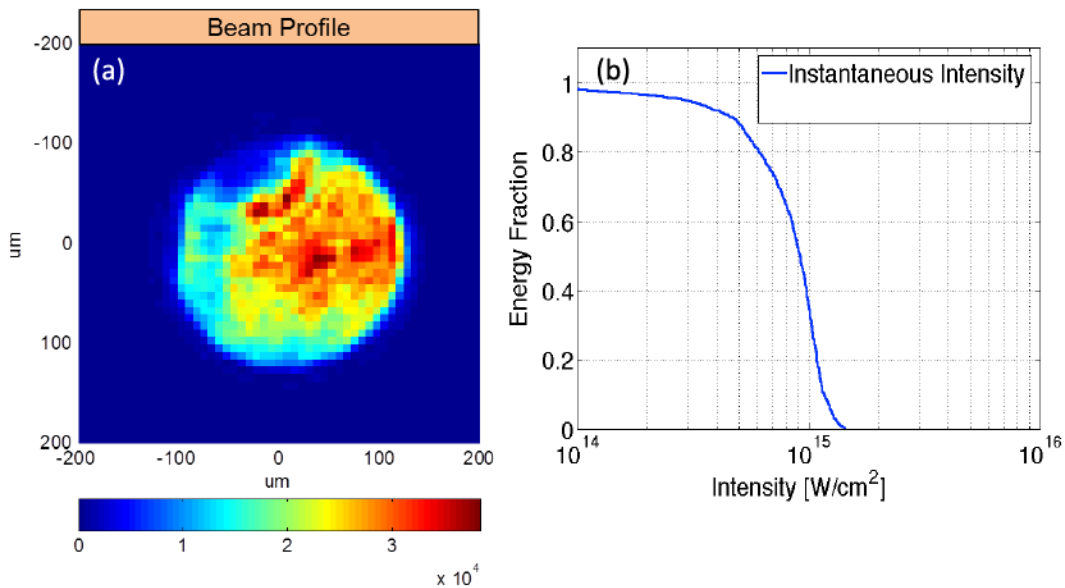 Beam Profile
(a)
-200
-100
0
100
200
um
-200 -100 0 100 200
um
0 1 2 3
x 10^4
(b)
Instantaneous Intensity
1
0.8
0.6
0.4
0.2
0
Energy Fraction
10^14 10^15 10^16
Intensity [W/cm^2]